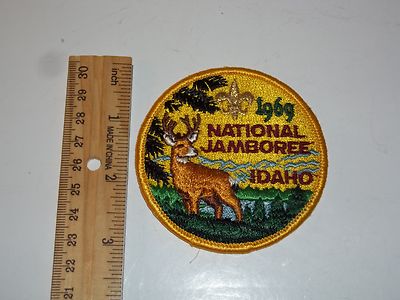 1969
NATIONAL
JAMBOREE
IDAHO
30
29
28
27
26
25
24
23
22
21
inch
1
2
3
MADE IN CHINA